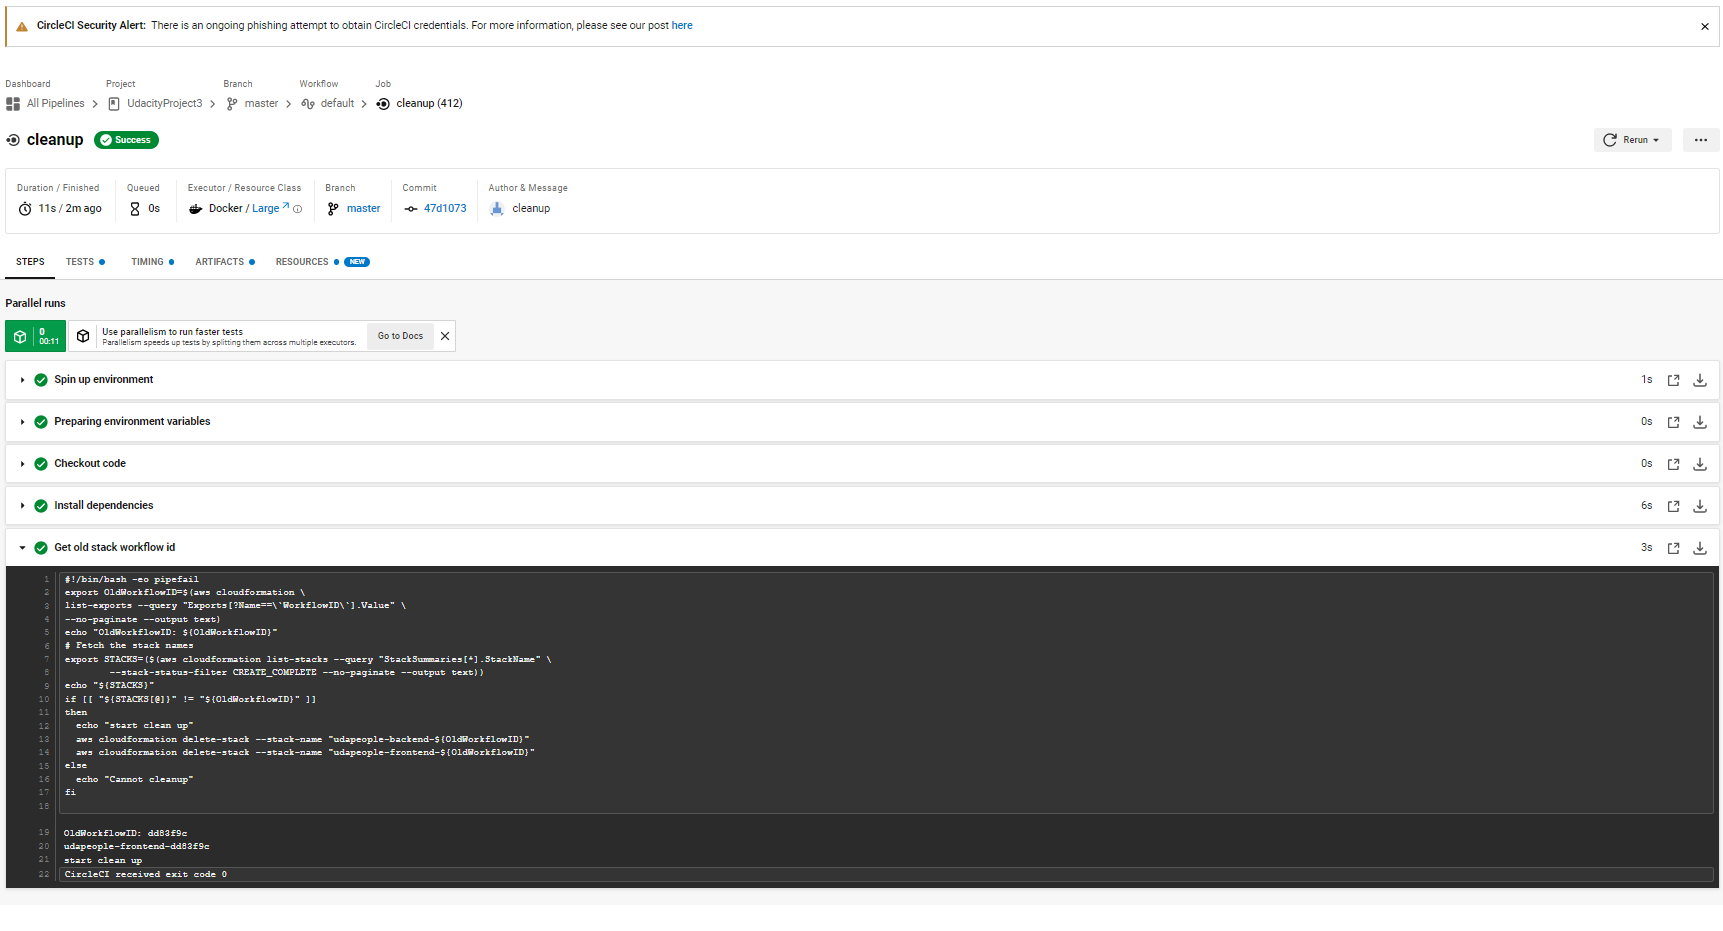 CircleCI Security Alert: There is an ongoing phishing attempt to obtain CircleCI credentials. For more information, please see our post here
Dashboard Project Branch Workflow Job
All Pipelines UdacityProject3 master default cleanup (412)
cleanup Success Rerun
Duration / Finished Queued Executor / Resource Class Branch Commit Author & Message
11s / 2m ago 0s Docker / Large master 47d1073 cleanup
STEPS TESTS TIMING ARTIFACTS RESOURCES NEW
Parallel runs
0
00:11
Use parallelism to run faster tests
Parallelism speeds up tests by splitting them across multiple executors.
Go to Docs
Spin up environment 1s
Preparing environment variables 0s
Checkout code 0s
Install dependencies 6s
Get old stack workflow id 3s
1 #!/bin/bash -eo pipefail
2 export OldWorkflowID=$(aws cloudformation \
3 list-exports --query "Exports[?Name==\`WorkflowID\`].Value" \
4 --no-paginate --output text)
5 echo "OldWorkflowID: ${OldWorkflowID}"
6 # Fetch the stack names
7 export STACKS=($(aws cloudformation list-stacks --query "StackSummaries[*].StackName" \
8 --stack-status-filter CREATE_COMPLETE --no-paginate --output text))
9 echo "${STACKS}"
10 if [[ "${STACKS[@]}" != "${OldWorkflowID}" ]]
11 then
12 echo "start clean up"
13 aws cloudformation delete-stack --stack-name "udapeople-backend-${OldWorkflowID}"
14 aws cloudformation delete-stack --stack-name "udapeople-frontend-${OldWorkflowID}"
15 else
16 echo "Cannot cleanup"
17 fi
18
19 OldWorkflowID: dd83f9c
20 udapeople-frontend-dd83f9c
21 start clean up
22 CircleCI received exit code 0